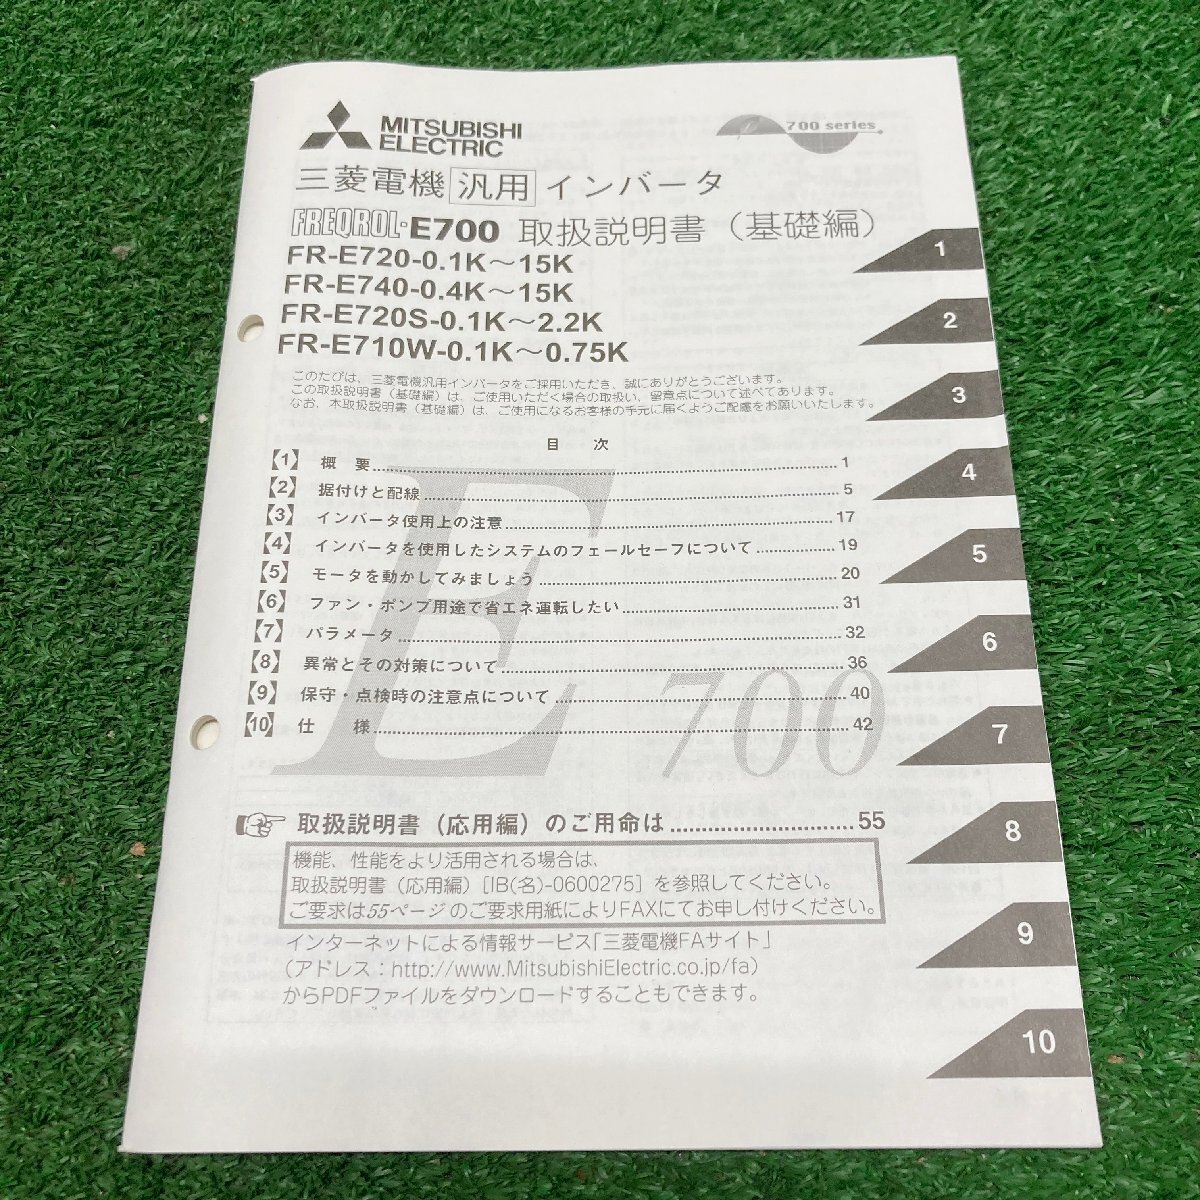 MITSUBISHI
ELECTRIC
700 series
三菱電機 汎用 インバータ
FREQROL-E700 取扱説明書（基礎編）
FR-E720-0.1K～15K
FR-E740-0.4K～15K
FR-E720S-0.1K～2.2K
FR-E710W-0.1K～0.75K
このたびは、三菱電機汎用インバータをご採用いただき、誠にありがとうございます。
この取扱説明書（基礎編）は、ご使用いただく場合の取扱い、留意点について述べてあります。
なお、本取扱説明書（基礎編）は、ご使用になるお客様の手元に届くようご配慮をお願いいたします。
目 次
【1】 概 要 1
【2】 据付けと配線 5
【3】 インバータ使用上の注意 17
【4】 インバータを使用したシステムのフェールセーフについて 19
【5】 モータを動かしてみましょう 20
【6】 ファン・ポンプ用途で省エネ運転したい 31
【7】 パラメータ 32
【8】 異常とその対策について 36
【9】 保守・点検時の注意点について 40
【10】 仕 様 42
E 700
取扱説明書（応用編）のご用命は 55
機能、性能をより活用される場合は、
取扱説明書（応用編）[IB(名)-0600275] を参照してください。
ご要求は55ページ のご要求用紙によりFAXにてお申し付けください。
インターネットによる情報サービス「三菱電機FAサイト」
（アドレス：http://www.MitsubishiElectric.co.jp/fa）
からPDFファイルをダウンロードすることもできます。
1
2
3
4
5
6
7
8
9
10